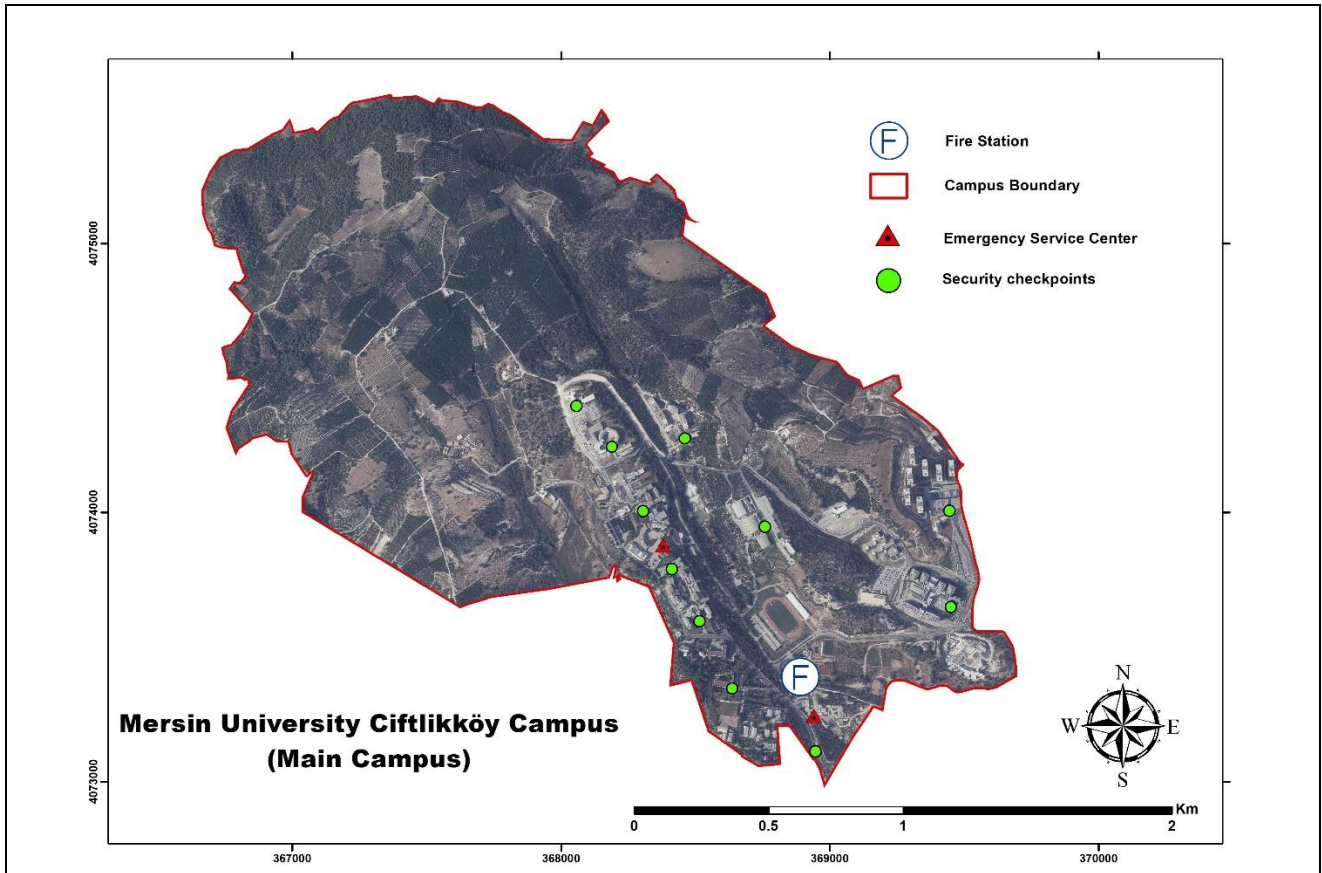 F
Fire Station
Campus Boundary
Emergency Service Center
Security checkpoints
4075000
4074000
4073000
F
Mersin University Ciftlikköy Campus
(Main Campus)
N
W
E
S
Km
0
0.5
1
2
367000
368000
369000
370000